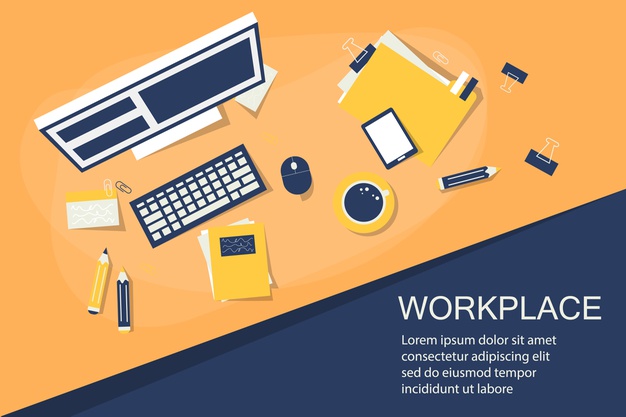 WORKPLACE
Lorem ipsum dolor sit amet
consectetur adipiscing elit
sed do eiusmod tempor
incididunt ut labore